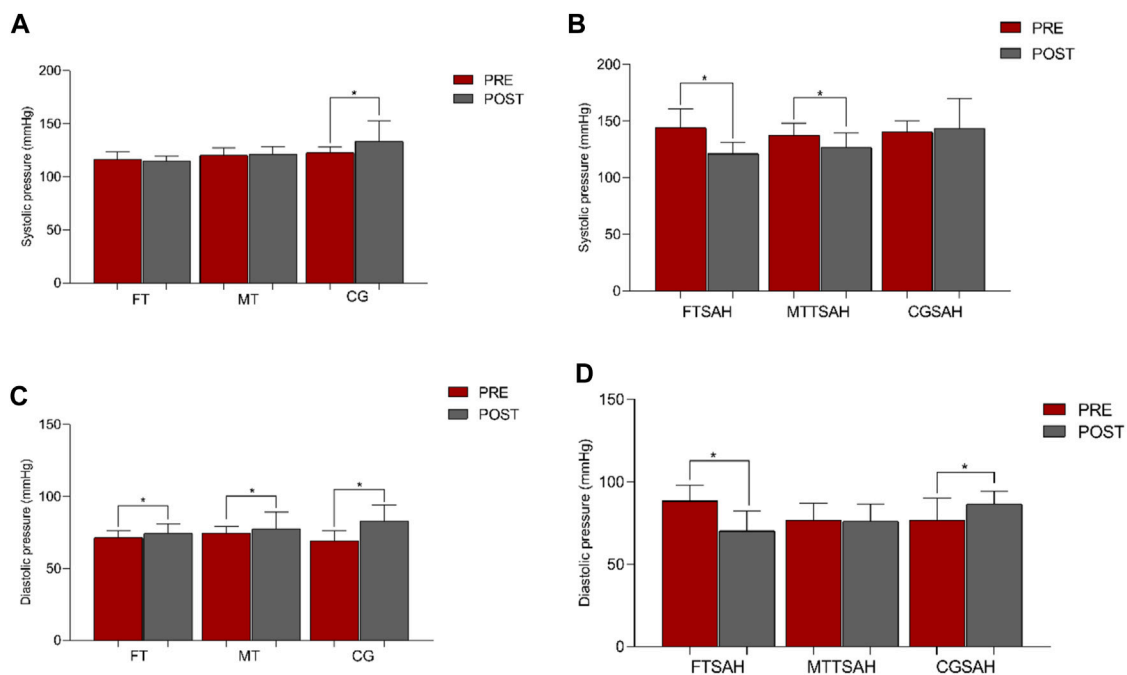 A
PRE
POST
Systolic pressure (mmHg)
200
150
100
50
0
*
FT MT CG
B
PRE
POST
Systolic pressure (mmHg)
200
150
100
50
0
* *
FTSAH MTTSAH CGSAH
C
PRE
POST
Diastolic pressure (mmHg)
150
100
50
0
* * *
FT MT CG
D
PRE
POST
Diastolic pressure (mmHg)
150
100
50
0
* *
FTSAH MTTSAH CGSAH